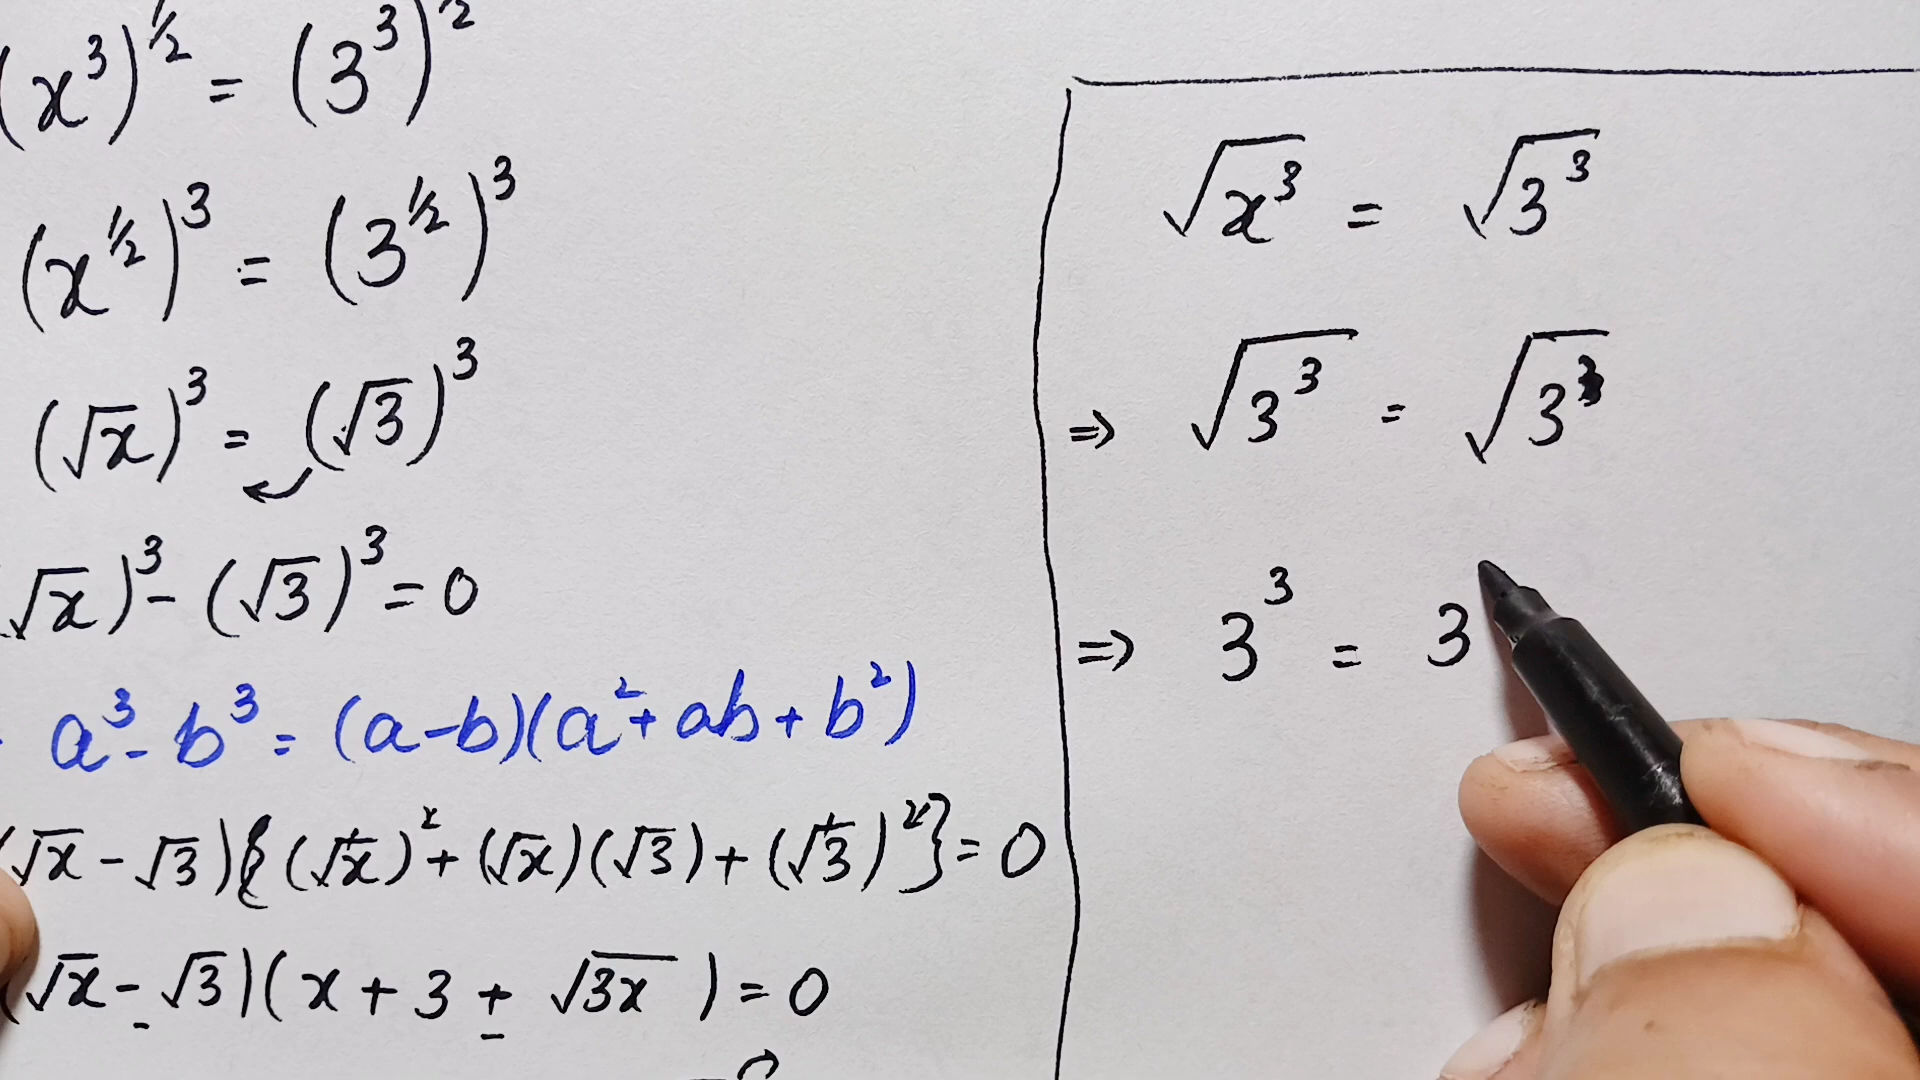 (x³)^½ = (3³)^½
(x^½)³ = (3^½)³
(√x)³ = (√3)³
√x)³ - (√3)³ = 0
a³ - b³ = (a-b)(a² + ab + b²)
(√x - √3){(√x)² + (√x)(√3) + (√3)²} = 0
(√x - √3)(x + 3 + √3x) = 0
√x³ = √3³
⇒ √3³ = √3³
⇒ 3³ = 3